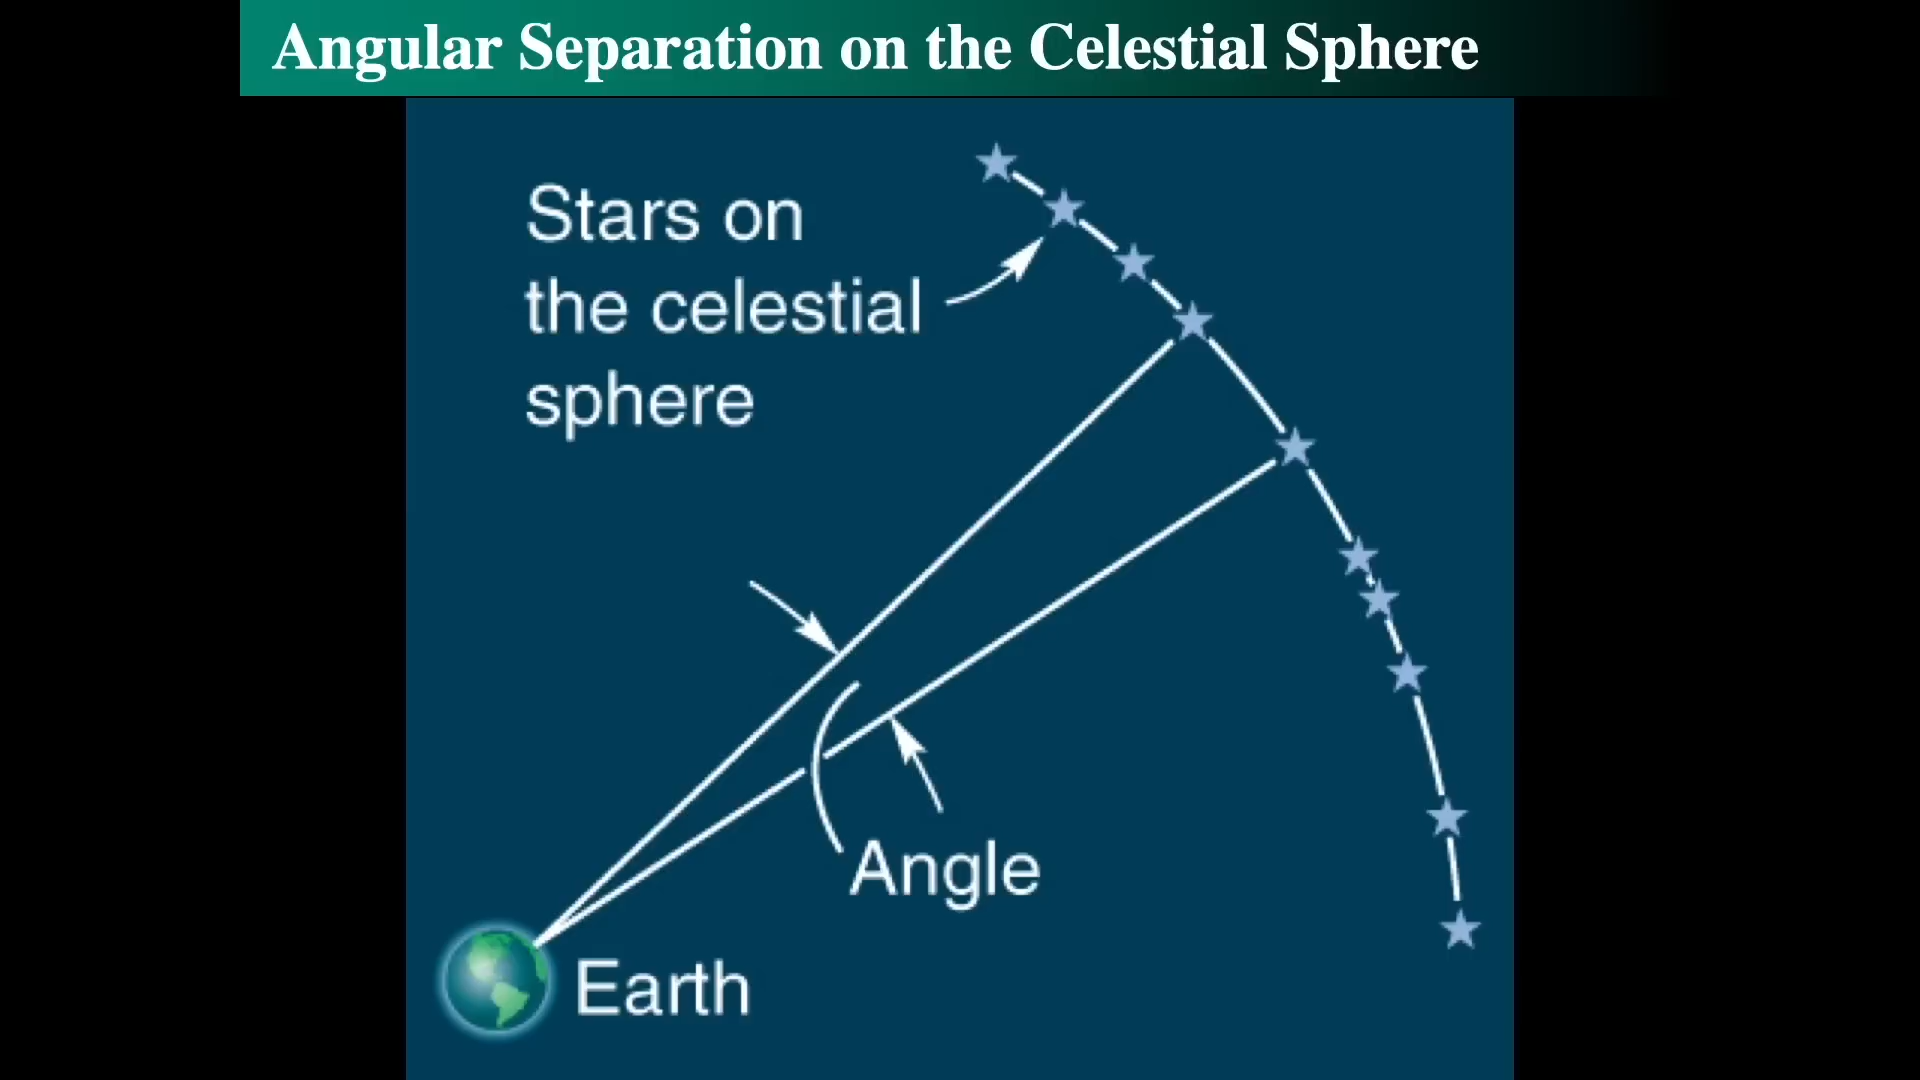 Angular Separation on the Celestial Sphere
Stars on
the celestial
sphere
Angle
Earth